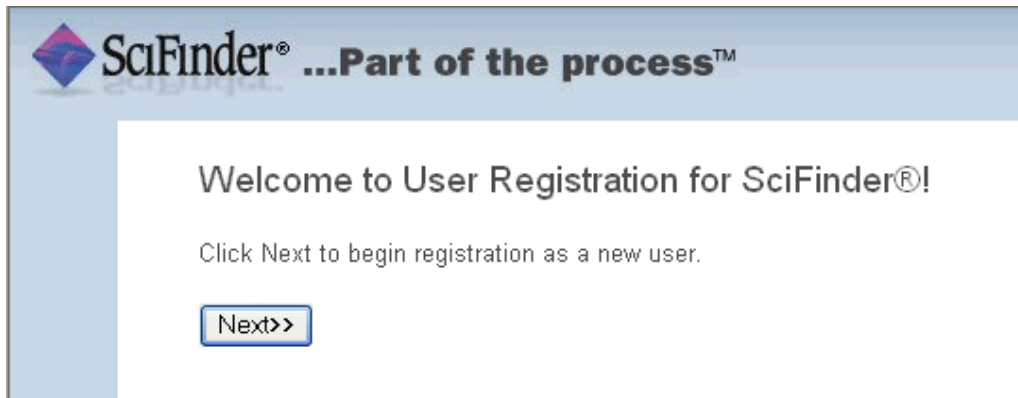 SciFinder® ...Part of the process™
Welcome to User Registration for SciFinder®!
Click Next to begin registration as a new user.
Next>>